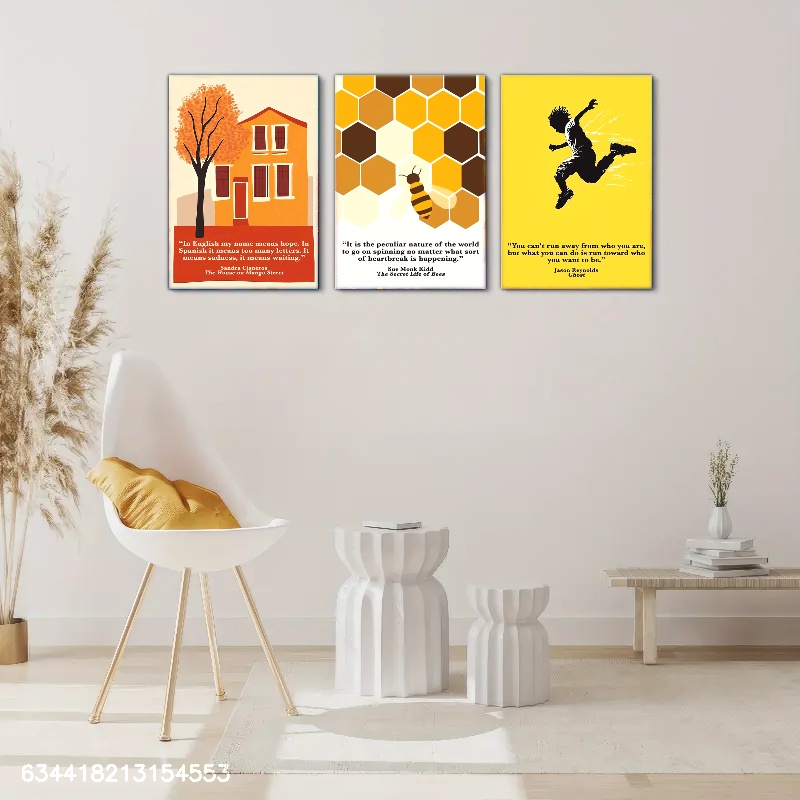 "In English my name means hope. In
Spanish it means too many letters. It
means sadness, it means waiting."
Sandra Cisneros
The House on Mango Street
"It is the peculiar nature of the world
to go on spinning no matter what sort
of heartbreak is happening."
Sue Monk Kidd
The Secret Life of Bees
"You can't run away from who you are,
but what you can do is run toward who
you want to be."
Jason Reynolds
Ghost
634418213154553